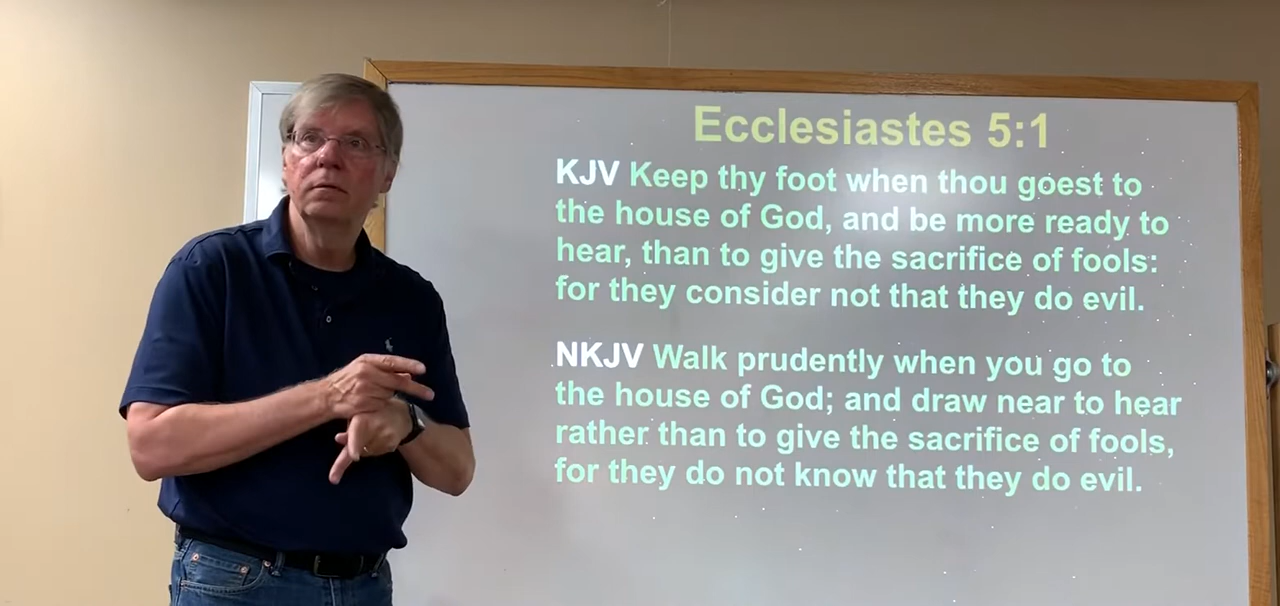 Ecclesiastes 5:1
KJV Keep thy foot when thou goest to
the house of God, and be more ready to
hear, than to give the sacrifice of fools:
for they consider not that they do evil.
NKJV Walk prudently when you go to
the house of God; and draw near to hear
rather than to give the sacrifice of fools,
for they do not know that they do evil.